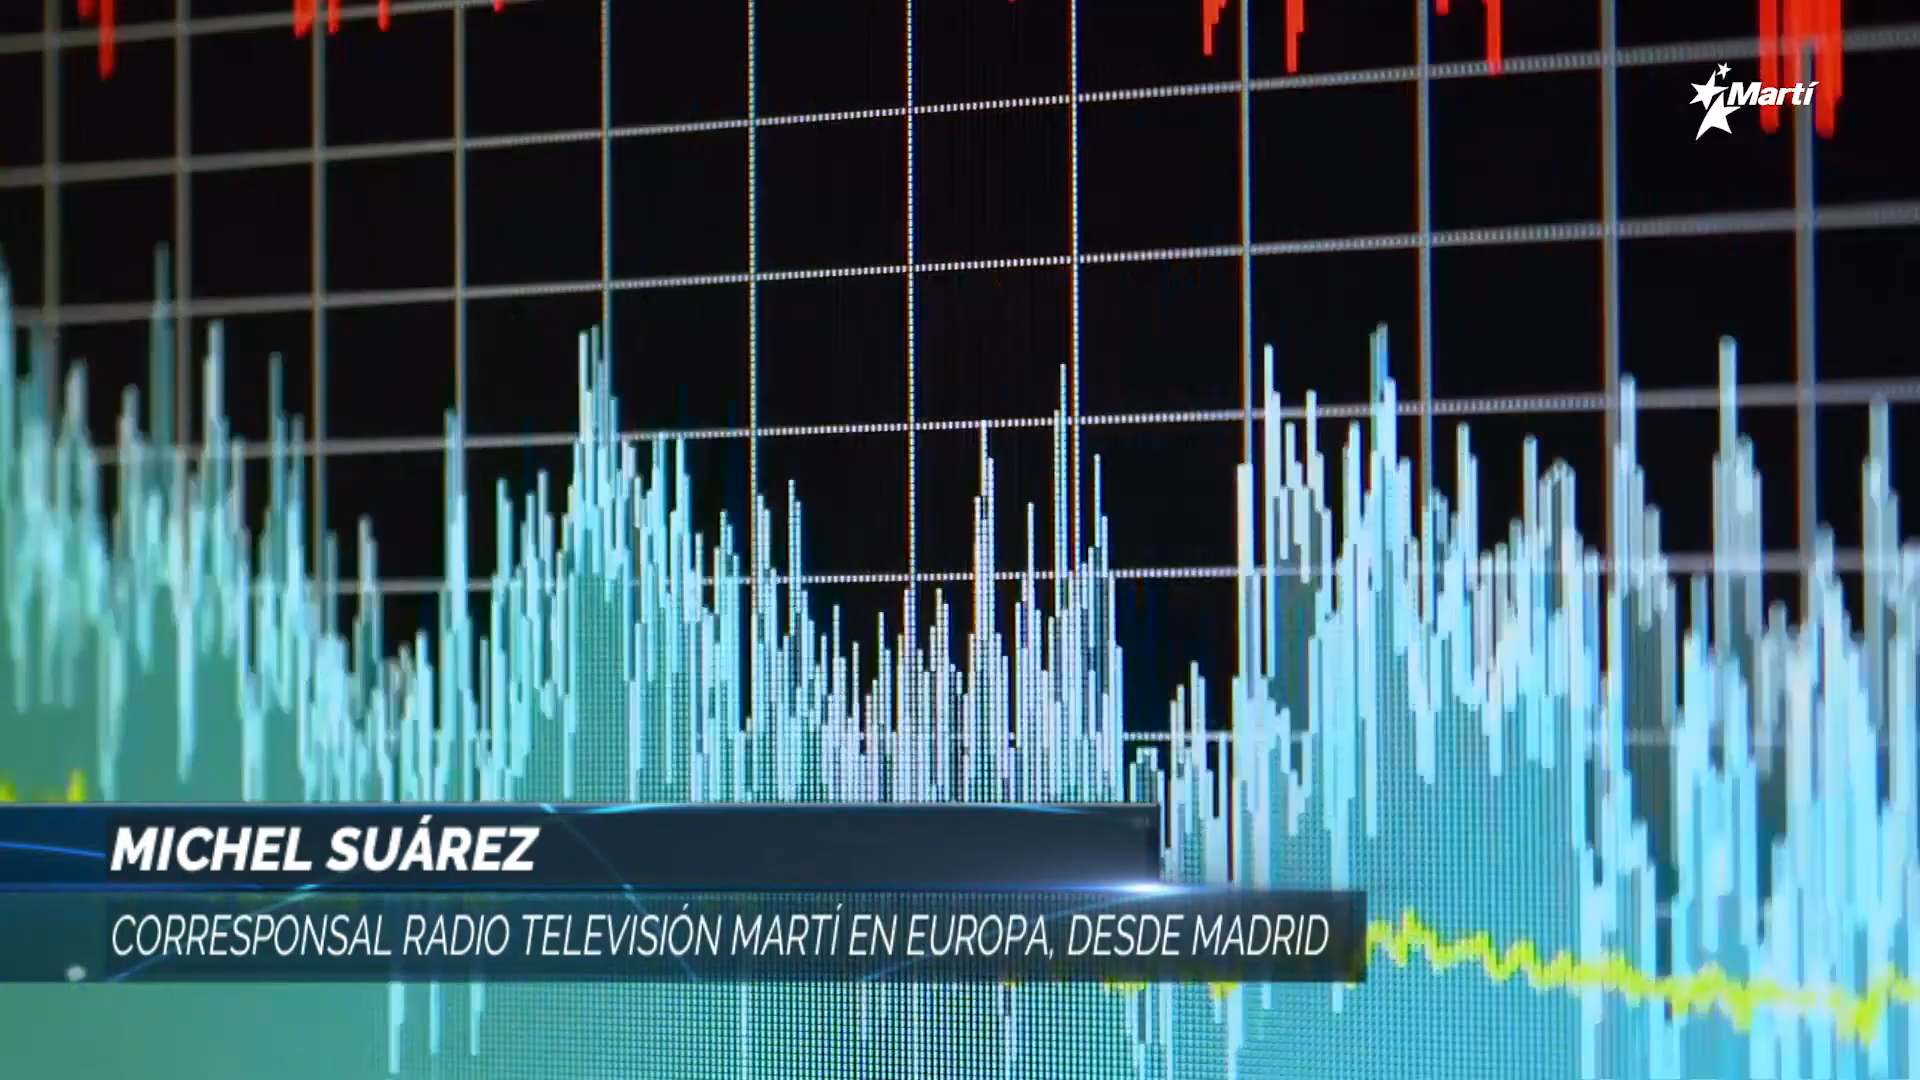 Martí
MICHEL SUÁREZ
CORRESPONSAL RADIO TELEVISIÓN MARTÍ EN EUROPA, DESDE MADRID